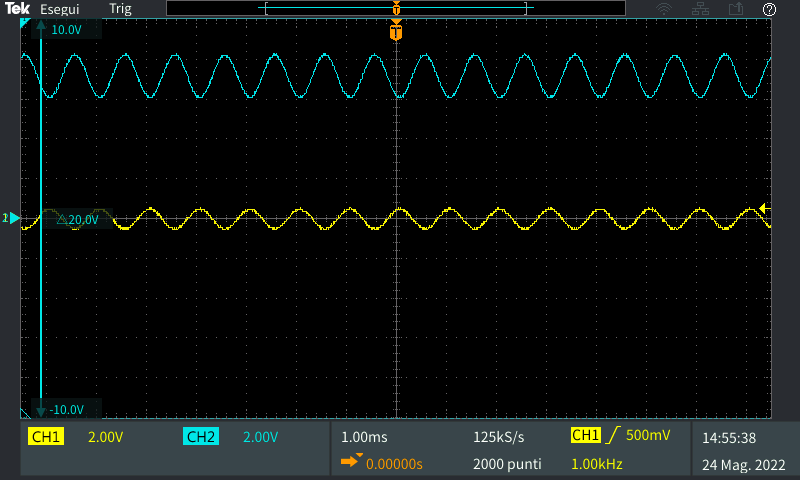 Tek Esegui Trig T ?
T
10.0V
△20.0V
-10.0V
CH1 2.00V CH2 2.00V 1.00ms 125kS/s CH1 500mV 14:55:38
0.00000s 2000 punti 1.00kHz 24 Mag. 2022